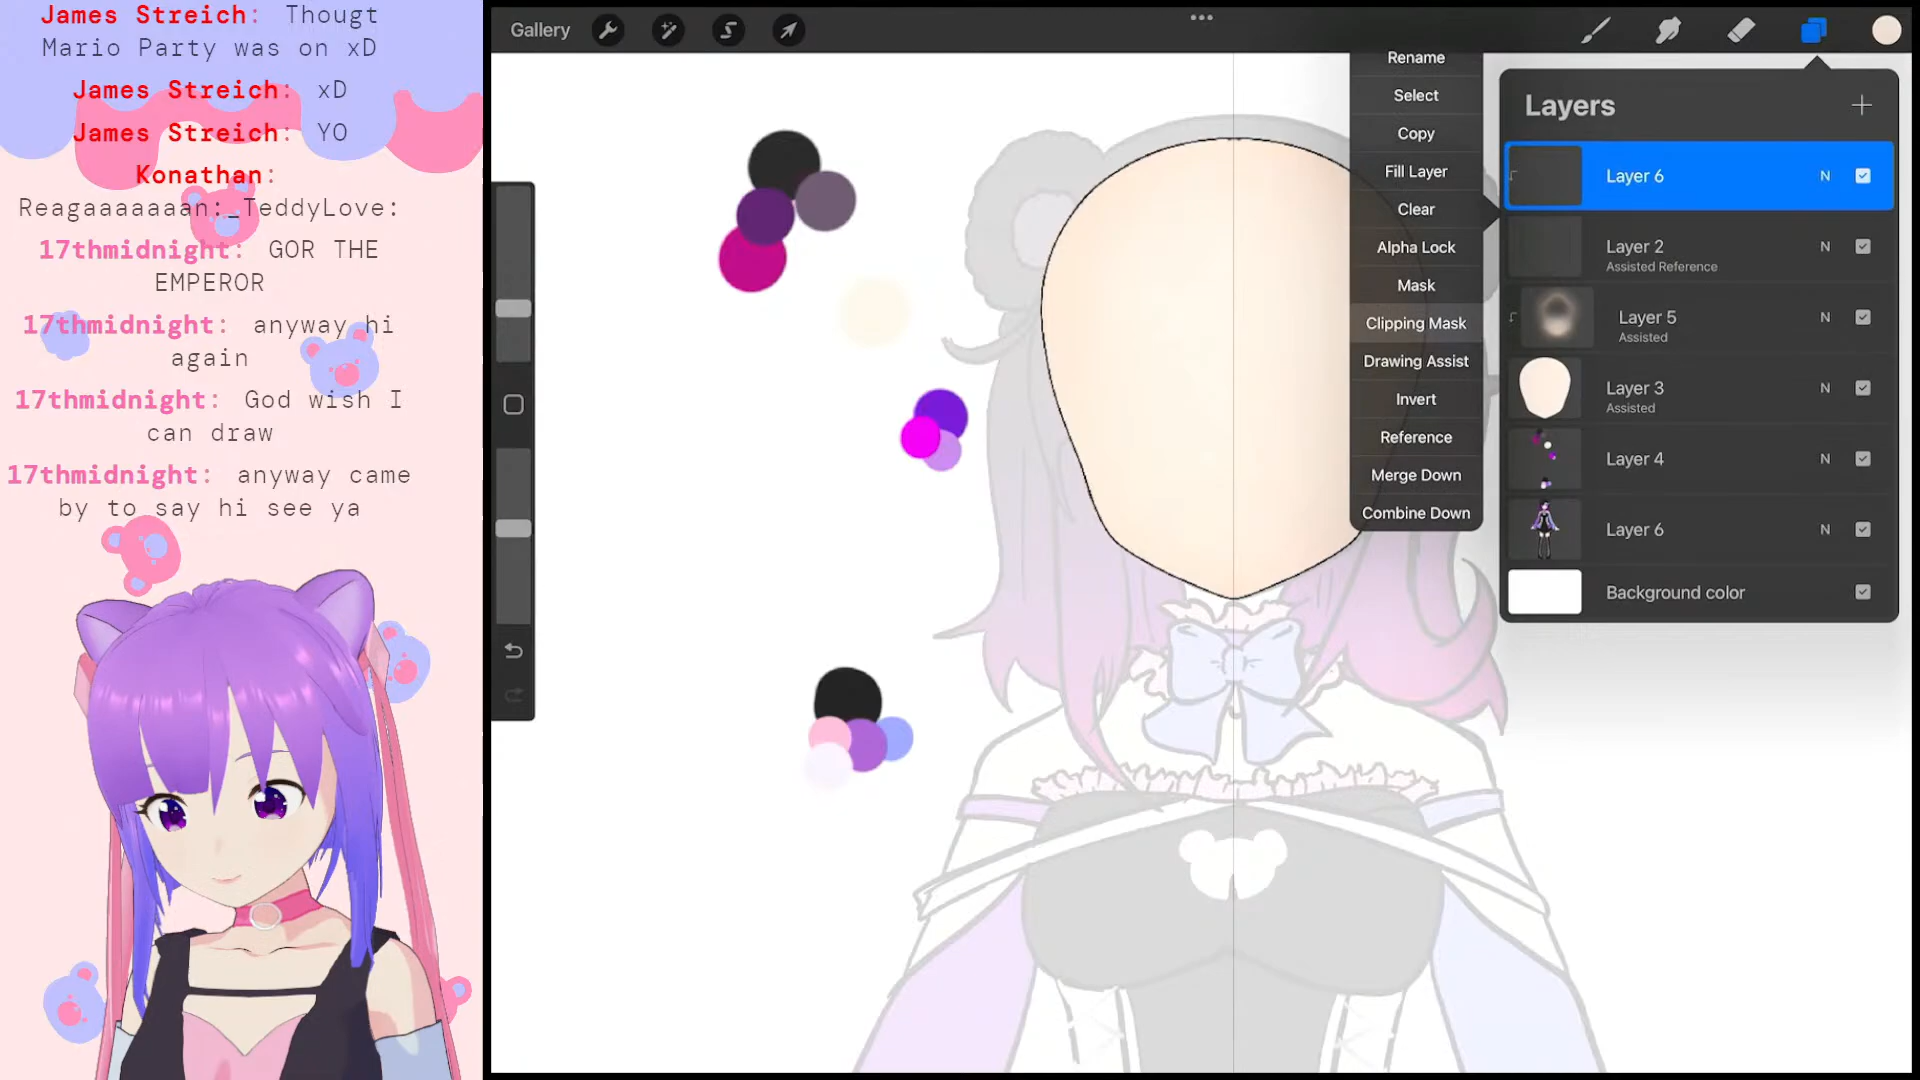 James Streich: Thougt
Mario Party was on xD
James Streich: xD
James Streich: YO
Konathan:
Reagaaaaaaan:_TeddyLove:
17thmidnight: GOR THE
EMPEROR
17thmidnight: anyway hi
again
17thmidnight: God wish I
can draw
17thmidnight: anyway came
by to say hi see ya
Gallery
Rename
Select
Copy
Fill Layer
Clear
Alpha Lock
Mask
Clipping Mask
Drawing Assist
Invert
Reference
Merge Down
Combine Down
Layers
Layer 6 N
Layer 2 N
Assisted Reference
Layer 5 N
Assisted
Layer 3 N
Assisted
Layer 4 N
Layer 6 N
Background color